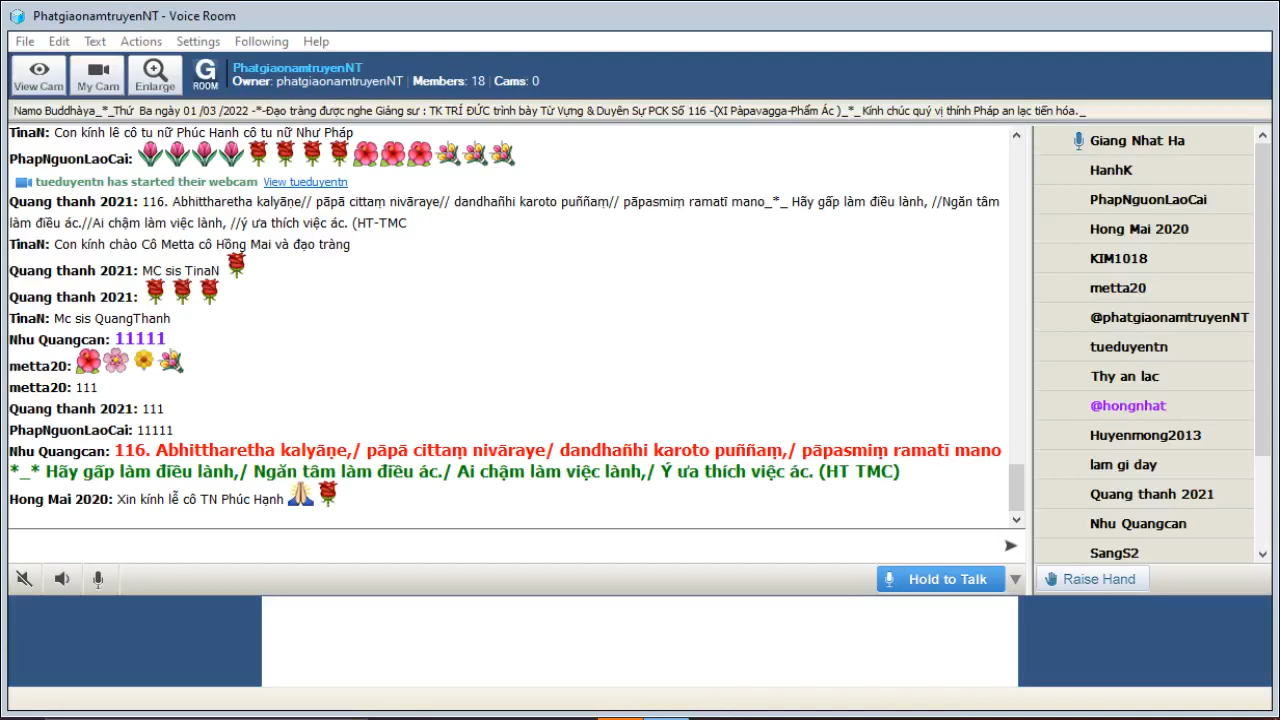 PhatgiaonamtruyenNT - Voice Room
File Edit Text Actions Settings Following Help
View Cam My Cam Enlarge G ROOM PhatgiaonamtruyenNT
Owner: phatgiaonamtruyenNT | Members: 18 | Cams: 0
Namo Buddhàya_*_Thứ Ba ngày 01 /03 /2022 -*-Đạo tràng được nghe Giảng sư : TK TRÍ ĐỨC trình bày Từ Vựng & Duyên Sự PCK Số 116 -(XI Pàpavagga-Phẩm Ác )_*_ Kính chúc quý vị thính Pháp an lạc tiến hóa._
TinaN: Con kính lê cô tu nữ Phúc Hanh cô tu nữ Như Pháp
PhapNguonLaoCai:
tueduyentn has started their webcam View tueduyentn
Quang thanh 2021: 116. Abhittharetha kalyāṇe// pāpā cittaṃ nivāraye// dandhañhi karoto puññaṃ// pāpasmiṃ ramatī mano_*_ Hãy gấp làm điều lành, //Ngăn tâm
làm điều ác.//Ai chậm làm việc lành, //ý ưa thích việc ác. (HT-TMC
TinaN: Con kính chào Cô Metta cô Hồng Mai và đạo tràng
Quang thanh 2021: MC sis TinaN
Quang thanh 2021:
TinaN: Mc sis QuangThanh
Nhu Quangcan: 11111
metta20:
metta20: 111
Quang thanh 2021: 111
PhapNguonLaoCai: 11111
Nhu Quangcan: 116. Abhittharetha kalyāṇe,/ pāpā cittaṃ nivāraye/ dandhañhi karoto puññaṃ,/ pāpasmiṃ ramatī mano
*_* Hãy gấp làm điều lành,/ Ngăn tâm làm điều ác./ Ai chậm làm việc lành,/ Ý ưa thích việc ác. (HT TMC)
Hong Mai 2020: Xin kính lễ cô TN Phúc Hạnh
Giang Nhat Ha
HanhK
PhapNguonLaoCai
Hong Mai 2020
KIM1018
metta20
@phatgiaonamtruyenNT
tueduyentn
Thy an lac
@hongnhat
Huyenmong2013
lam gi day
Quang thanh 2021
Nhu Quangcan
SangS2
Hold to Talk
Raise Hand